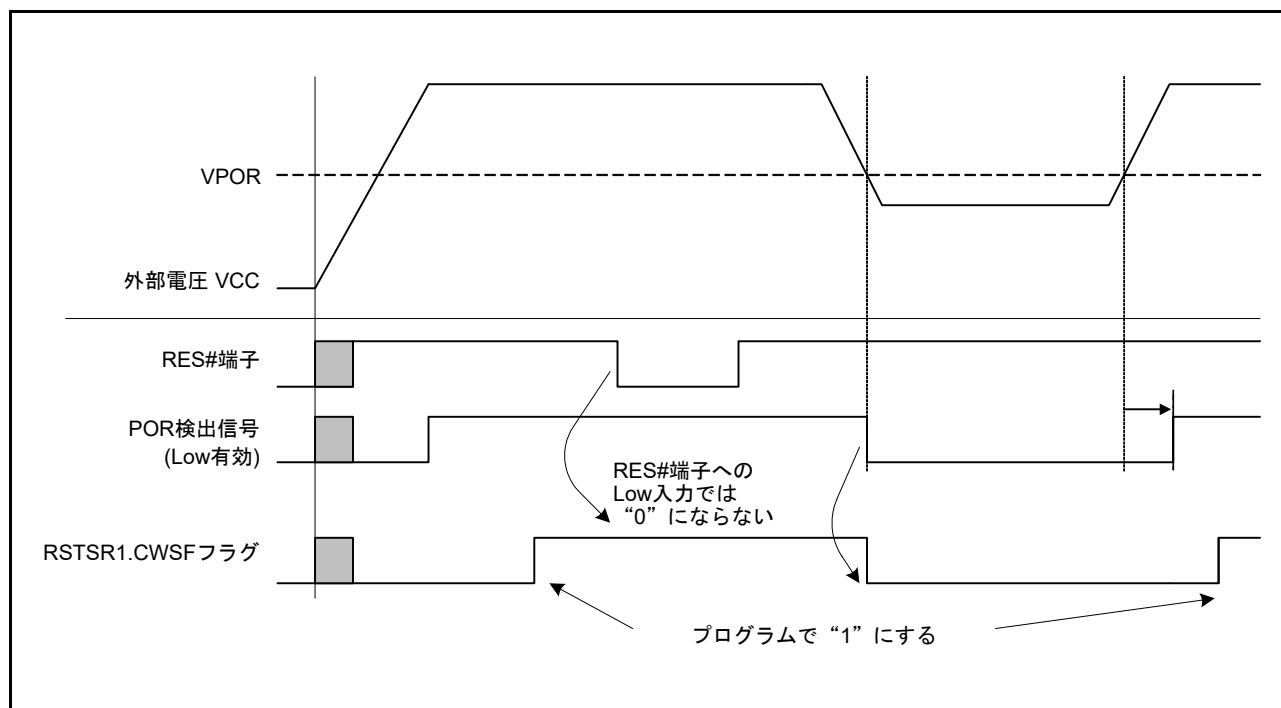 VPOR
外部電圧 VCC
RES#端子
POR検出信号
(Low有効)
RES#端子への
Low入力では
“0”にならない
RSTSR1.CWSFフラグ
プログラムで“1”にする